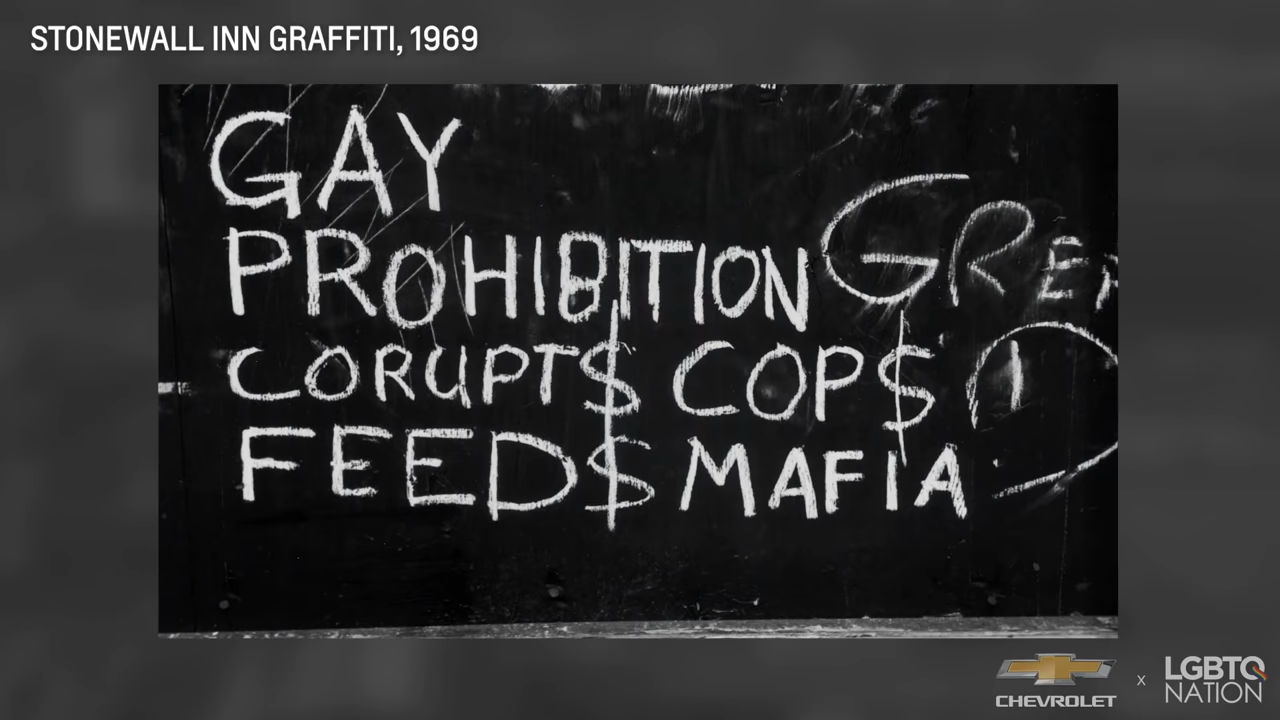 STONEWALL INN GRAFFITI, 1969
GAY
PROHIBITION
CORUPT$ COP$
FEED$ MAFIA
CHEVROLET x LGBTQ
NATION